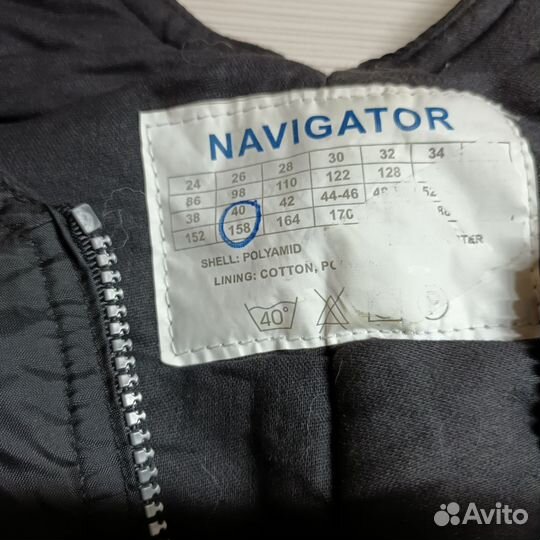 NAVIGATOR
24 26 28 30 32 34
86 98 110 122 128
38 40 42 44-46 52
152 158 164 170
SHELL: POLYAMID
LINING: COTTON,
40°
Avito